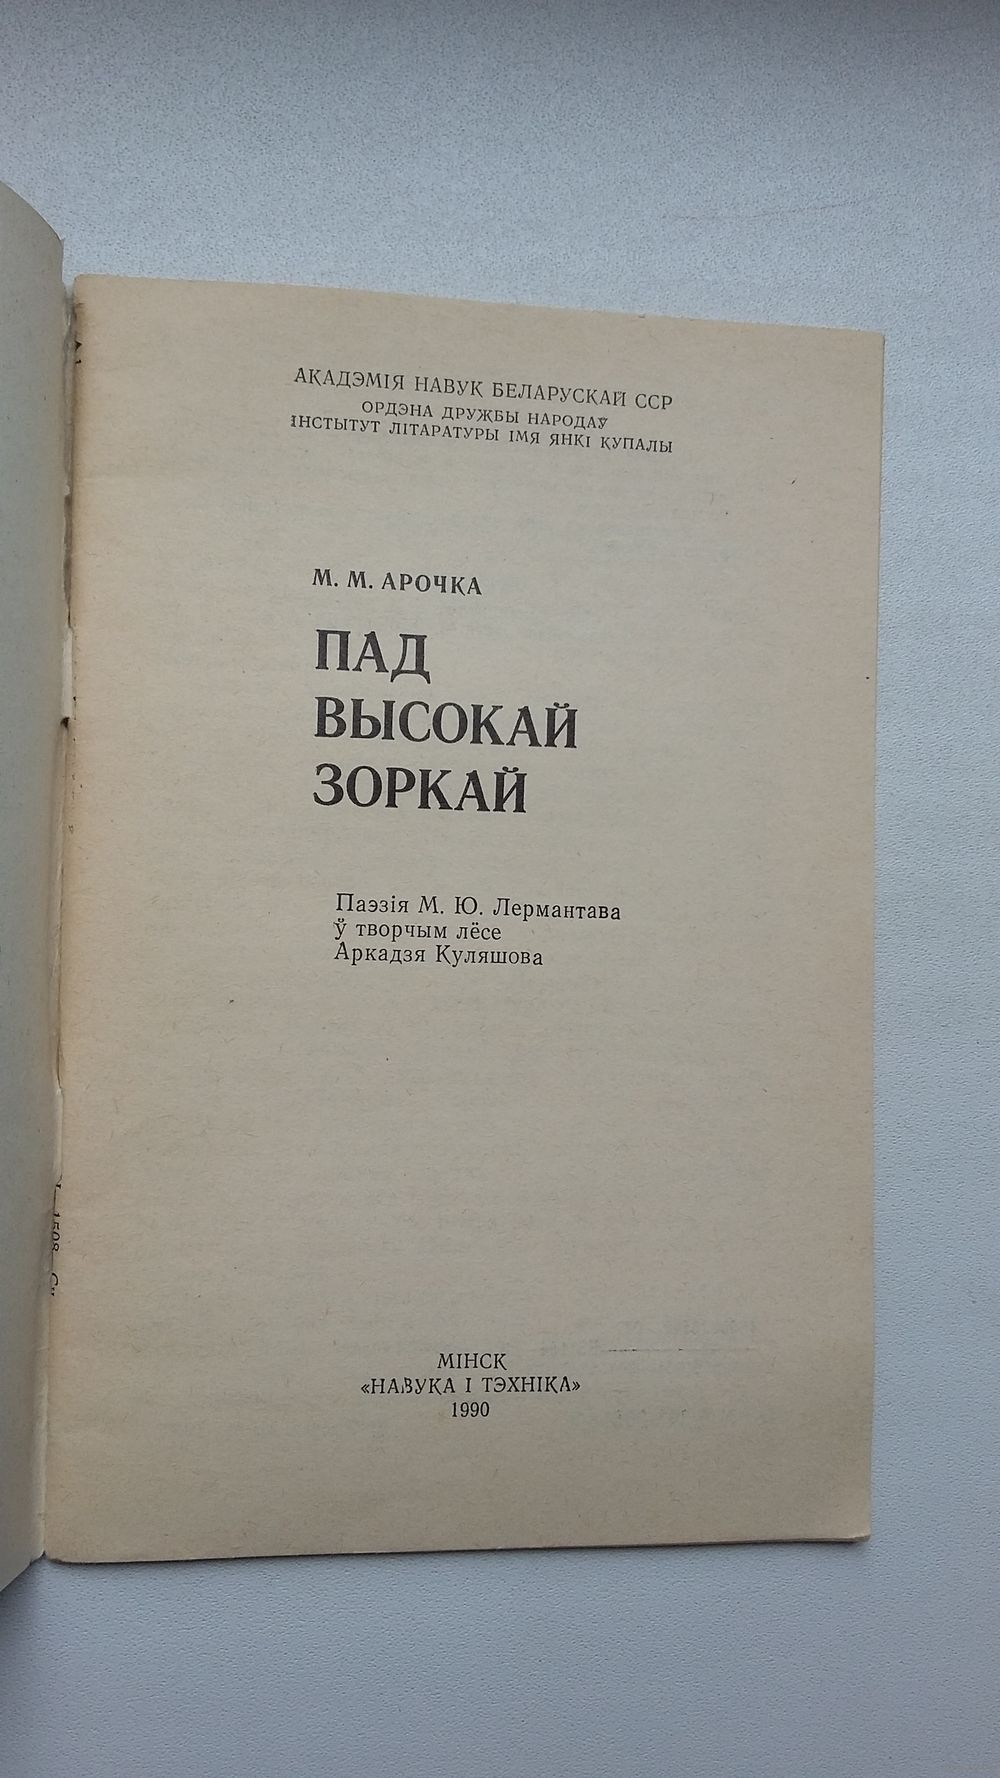 АКАДЭМІЯ НАВУК БЕЛАРУСКАЙ ССР
ОРДЭНА ДРУЖБЫ НАРОДАЎ
ІНСТЫТУТ ЛІТАРАТУРЫ ІМЯ ЯНКІ КУПАЛЫ
М. М. АРОЧКА
ПАД
ВЫСОКАЙ
ЗОРКАЙ
Паэзія М. Ю. Лермантава
ў творчым лёсе
Аркадзя Куляшова
МІНСК
«НАВУКА І ТЭХНІКА»
1990